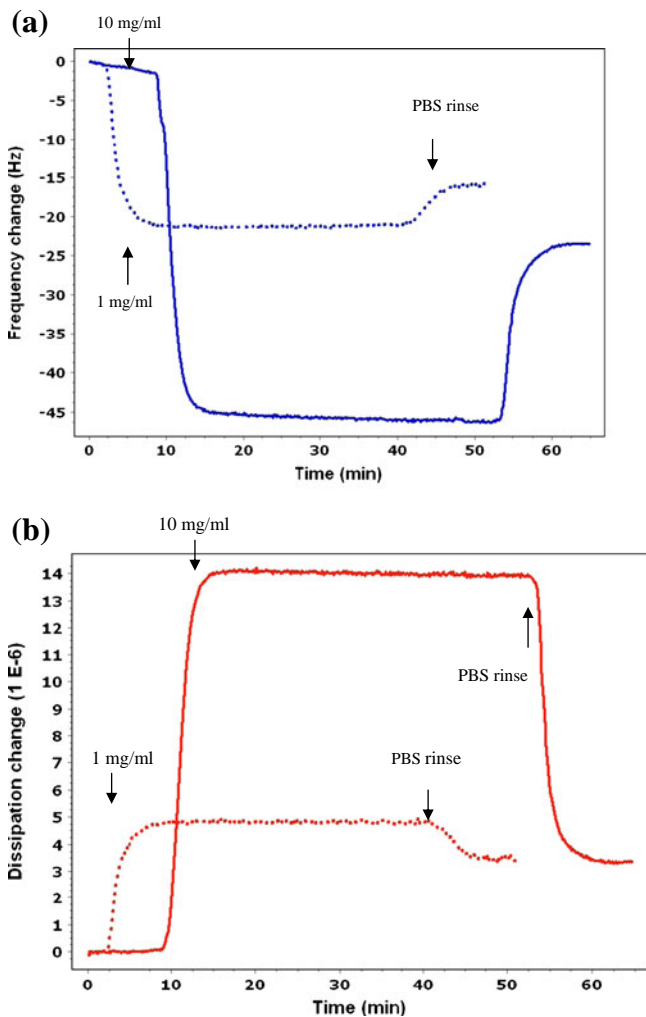 (a)
10 mg/ml
0
-5
-10
-15
-20
-25
-30
-35
-40
-45
Frequency change (Hz)
PBS rinse
1 mg/ml
0 10 20 30 40 50 60
Time (min)
(b)
10 mg/ml
14
13
12
11
10
9
8
7
6
5
4
3
2
1
0
Dissipation change (1 E-6)
PBS rinse
1 mg/ml
PBS rinse
0 10 20 30 40 50 60
Time (min)